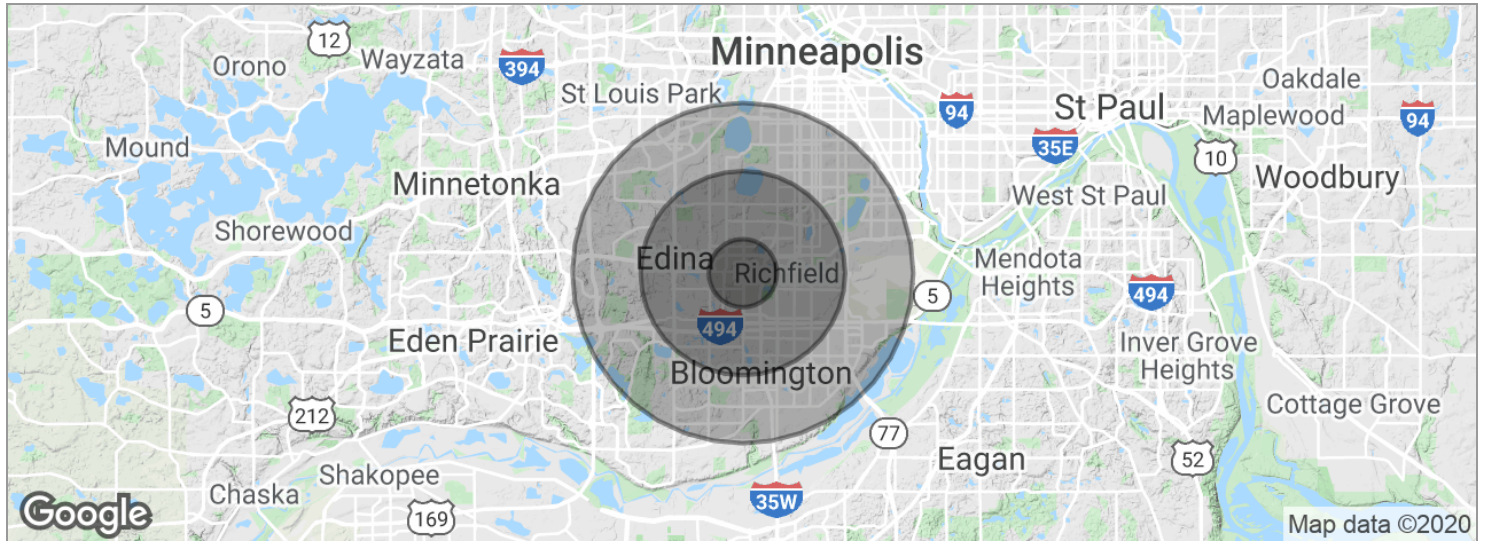 Minneapolis
12
Orono
Wayzata
394
St Louis Park
Oakdale
94
St Paul
Maplewood
94
Mound
35E
10
Minnetonka
West St Paul
Woodbury
Shorewood
Edina
Richfield
Mendota
Heights
5
5
494
494
Eden Prairie
Inver Grove
Heights
Bloomington
212
Cottage Grove
77
Eagan
52
Shakopee
Chaska
35W
169
Google
Map data ©2020